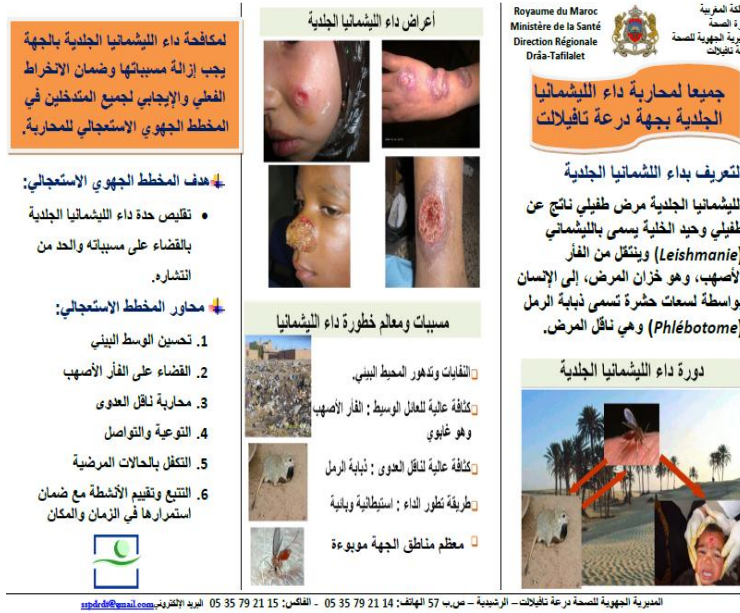 Royaume du Maroc
Ministère de la Santé
Direction Régionale
Drâa-Tafilalet
المغربية
الصحة
الجهوية للصحة
تافيلالت
جميعا لمحاربة داء الليشمانيا
الجلدية بجهة درعة تافيلالت
التعريف بداء اللشمانيا الجلدية
الليشمانيا الجلدية مرض طفيلي ناتج عن
طفيلي وحيد الخلية يسمى بالليشماني
(Leishmanie) وينتقل من الفأر
الأصهب، وهو خزان المرض، إلى الإنسان
بواسطة لسعات حشرة تسمى ذبابة الرمل
(Phlébotome) وهي ناقل المرض.
دورة داء الليشمانيا الجلدية
أعراض داء الليشمانيا الجلدية
مسببات ومعالم خطورة داء الليشمانيا
النفايات وتدهور المحيط البيئي.
كثافة عالية للعائل الوسيط : الفأر الأصهب
وهو غابوي
كثافة عالية لناقل العدوى : ذبابة الرمل
طريقة تطور الداء : استيطانية وبائية
معظم مناطق الجهة موبوءة
لمكافحة داء الليشمانيا الجلدية بالجهة
يجب إزالة مسبباتها وضمان الانخراط
الفعلي والإيجابي لجميع المتدخلين في
المخطط الجهوي الاستعجالي للمحاربة.
هدف المخطط الجهوي الاستعجالي:
• تقليص حدة داء الليشمانيا الجلدية
بالقضاء على مسبباته والحد من
انتشاره.
محاور المخطط الاستعجالي:
1. تحسين الوسط البيئي
2. القضاء على الفأر الأصهب
3. محاربة ناقل العدوى
4. التوعية والتواصل
5. التكفل بالحالات المرضية
6. التتبع وتقييم الأنشطة مع ضمان
استمرارها في الزمان والمكان
المديرية الجهوية للصحة درعة تافيلالت – الرشيدية – ص.ب 57 الهاتف: 14 21 79 35 05 - الفاكس: 15 21 79 35 05 البريد الإلكتروني sspdrdt@gmail.com